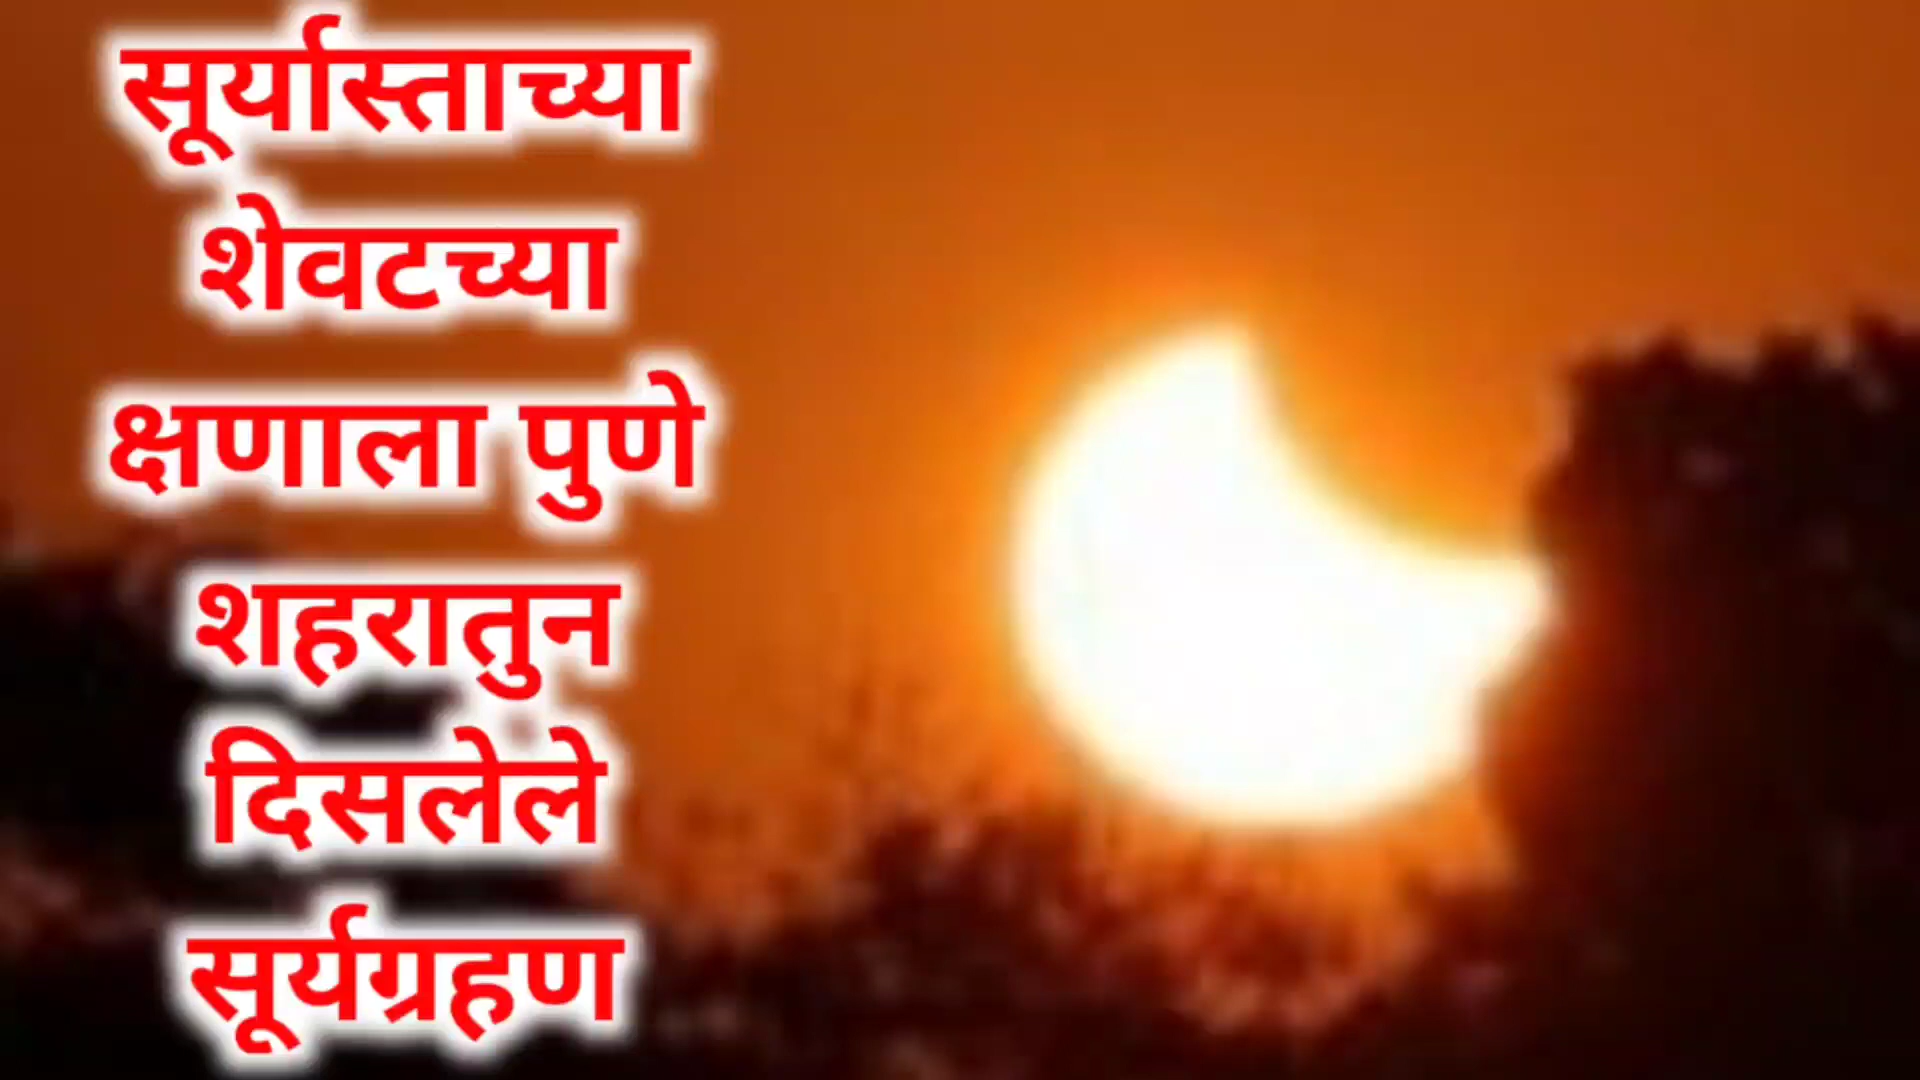 सूर्यास्ताच्या
शेवटच्या
क्षणाला पुणे
शहरातुन
दिसलेले
सूर्यग्रहण